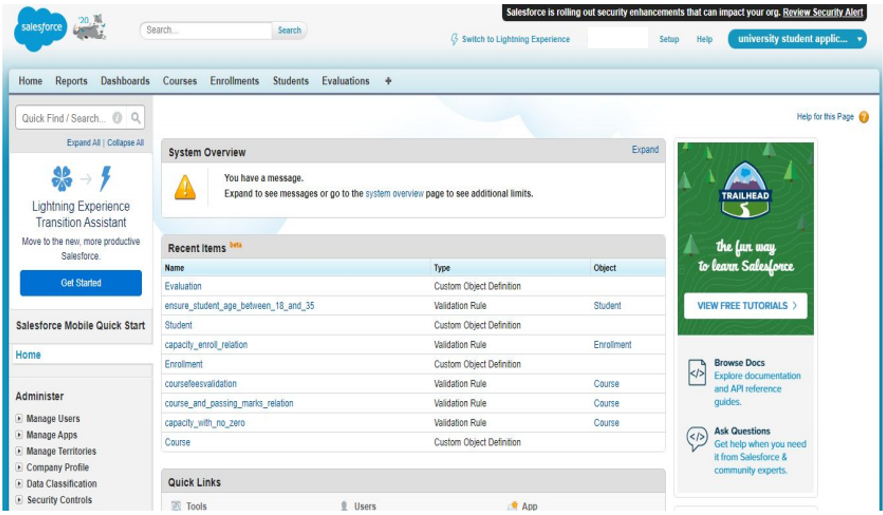 Salesforce is rolling out security enhancements that can impact your org. Review Security Alert
salesforce
'20
Search...
Search
Switch to Lightning Experience
Setup
Help
university student applic...
Home Reports Dashboards Courses Enrollments Students Evaluations +
Quick Find / Search...
Expand All | Collapse All
Lightning Experience
Transition Assistant
Move to the new, more productive
Salesforce.
Get Started
Salesforce Mobile Quick Start
Home
Administer
Manage Users
Manage Apps
Manage Territories
Company Profile
Data Classification
Security Controls
Help for this Page
System Overview
Expand
You have a message.
Expand to see messages or go to the system overview page to see additional limits.
Recent Items beta
Name Type Object
Evaluation Custom Object Definition
ensure_student_age_between_18_and_35 Validation Rule Student
Student Custom Object Definition
capacity_enroll_relation Validation Rule Enrollment
Enrollment Custom Object Definition
coursefeesvalidation Validation Rule Course
course_and_passing_marks_relation Validation Rule Course
capacity_with_no_zero Validation Rule Course
Course Custom Object Definition
Quick Links
Tools Users App
TRAILHEAD
the fun way
to learn Salesforce
VIEW FREE TUTORIALS >
Browse Docs
Explore documentation
and API reference
guides.
Ask Questions
Get help when you need
it from Salesforce &
community experts.